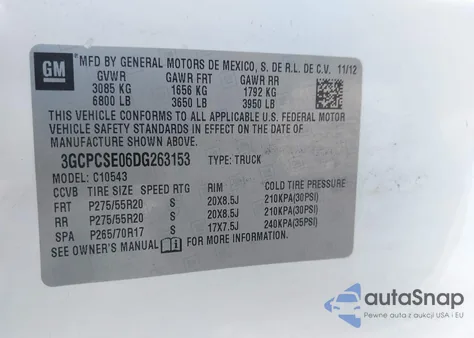 GM
MFD BY GENERAL MOTORS DE MEXICO, S. DE R.L. DE C.V. 11/12
GVWR GAWR FRT GAWR RR
3085 KG 1656 KG 1792 KG
6800 LB 3650 LB 3950 LB
THIS VEHICLE CONFORMS TO ALL APPLICABLE U.S. FEDERAL MOTOR
VEHICLE SAFETY STANDARDS IN EFFECT ON THE DATE OF
MANUFACTURE SHOWN ABOVE.
3GCPCSE06DG263153 TYPE: TRUCK
MODEL: C10543
CCVB TIRE SIZE SPEED RTG RIM COLD TIRE PRESSURE
FRT P275/55R20 S 20X8.5J 210KPA(30PSI)
RR P275/55R20 S 20X8.5J 210KPA(30PSI)
SPA P265/70R17 S 17X7.5J 240KPA(35PSI)
SEE OWNER'S MANUAL FOR MORE INFORMATION.
autoSnap
Pewne auta z aukcji USA i EU